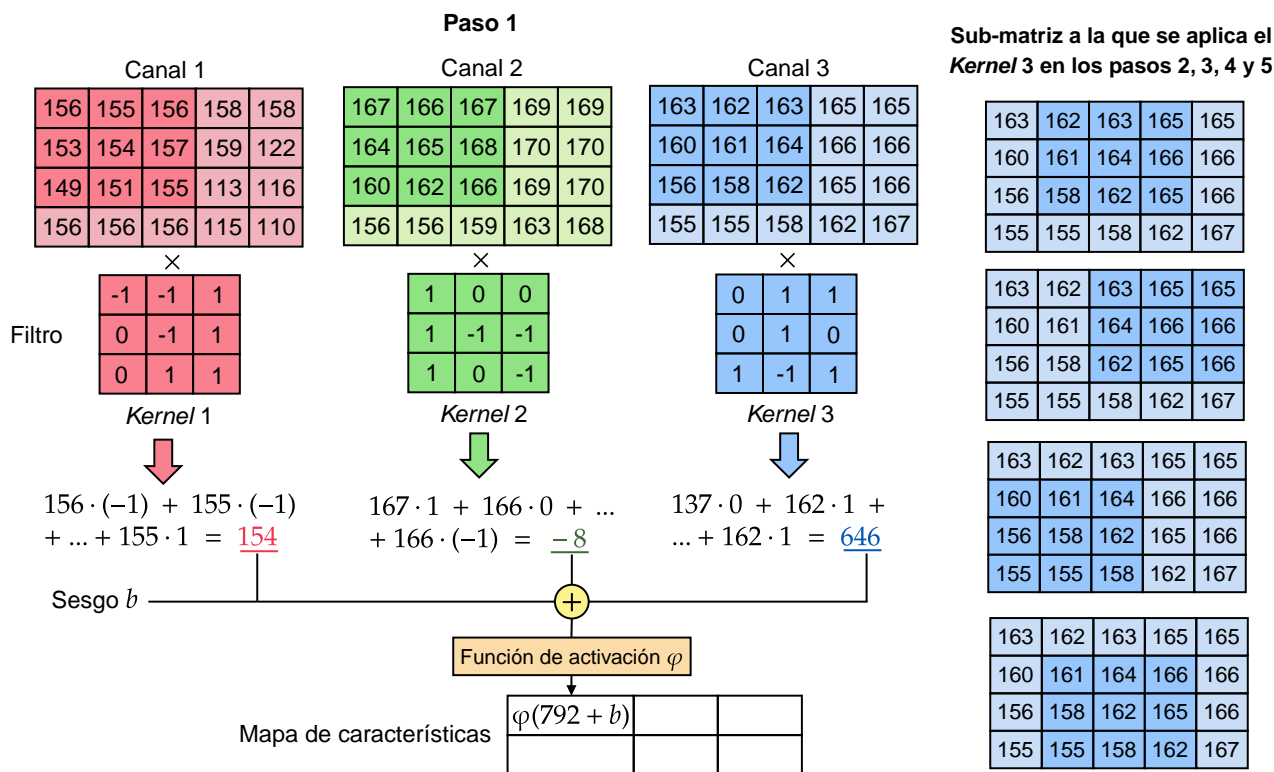 Paso 1
Canal 1
156 155 156 158 158
153 154 157 159 122
149 151 155 113 116
156 156 156 115 110
×
Filtro
-1 -1 1
0 -1 1
0 1 1
Kernel 1
156 · (−1) + 155 · (−1)
+ ... + 155 · 1 = 154
Canal 2
167 166 167 169 169
164 165 168 170 170
160 162 166 169 170
156 156 159 163 168
×
1 0 0
1 -1 -1
1 0 -1
Kernel 2
167 · 1 + 166 · 0 + ...
+ 166 · (−1) = −8
Canal 3
163 162 163 165 165
160 161 164 166 166
156 158 162 165 166
155 155 158 162 167
×
0 1 1
0 1 0
1 -1 1
Kernel 3
137 · 0 + 162 · 1 +
... + 162 · 1 = 646
Sesgo b
+
Función de activación φ
Mapa de característificas
φ(792 + b)
Sub-matriz a la que se aplica el
Kernel 3 en los pasos 2, 3, 4 y 5
163 162 163 165 165
160 161 164 166 166
156 158 162 165 166
155 155 158 162 167
163 162 163 165 165
160 161 164 166 166
156 158 162 165 166
155 155 158 162 167
163 162 163 165 165
160 161 164 166 166
156 158 162 165 166
155 155 158 162 167
163 162 163 165 165
160 161 164 166 166
156 158 162 165 166
155 155 158 162 167